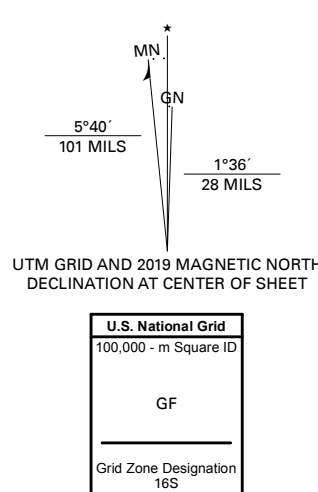 ★
MN
GN
5°40´
101 MILS
1°36´
28 MILS
UTM GRID AND 2019 MAGNETIC NORTH
DECLINATION AT CENTER OF SHEET
U.S. National Grid
100,000 - m Square ID
GF
Grid Zone Designation
16S